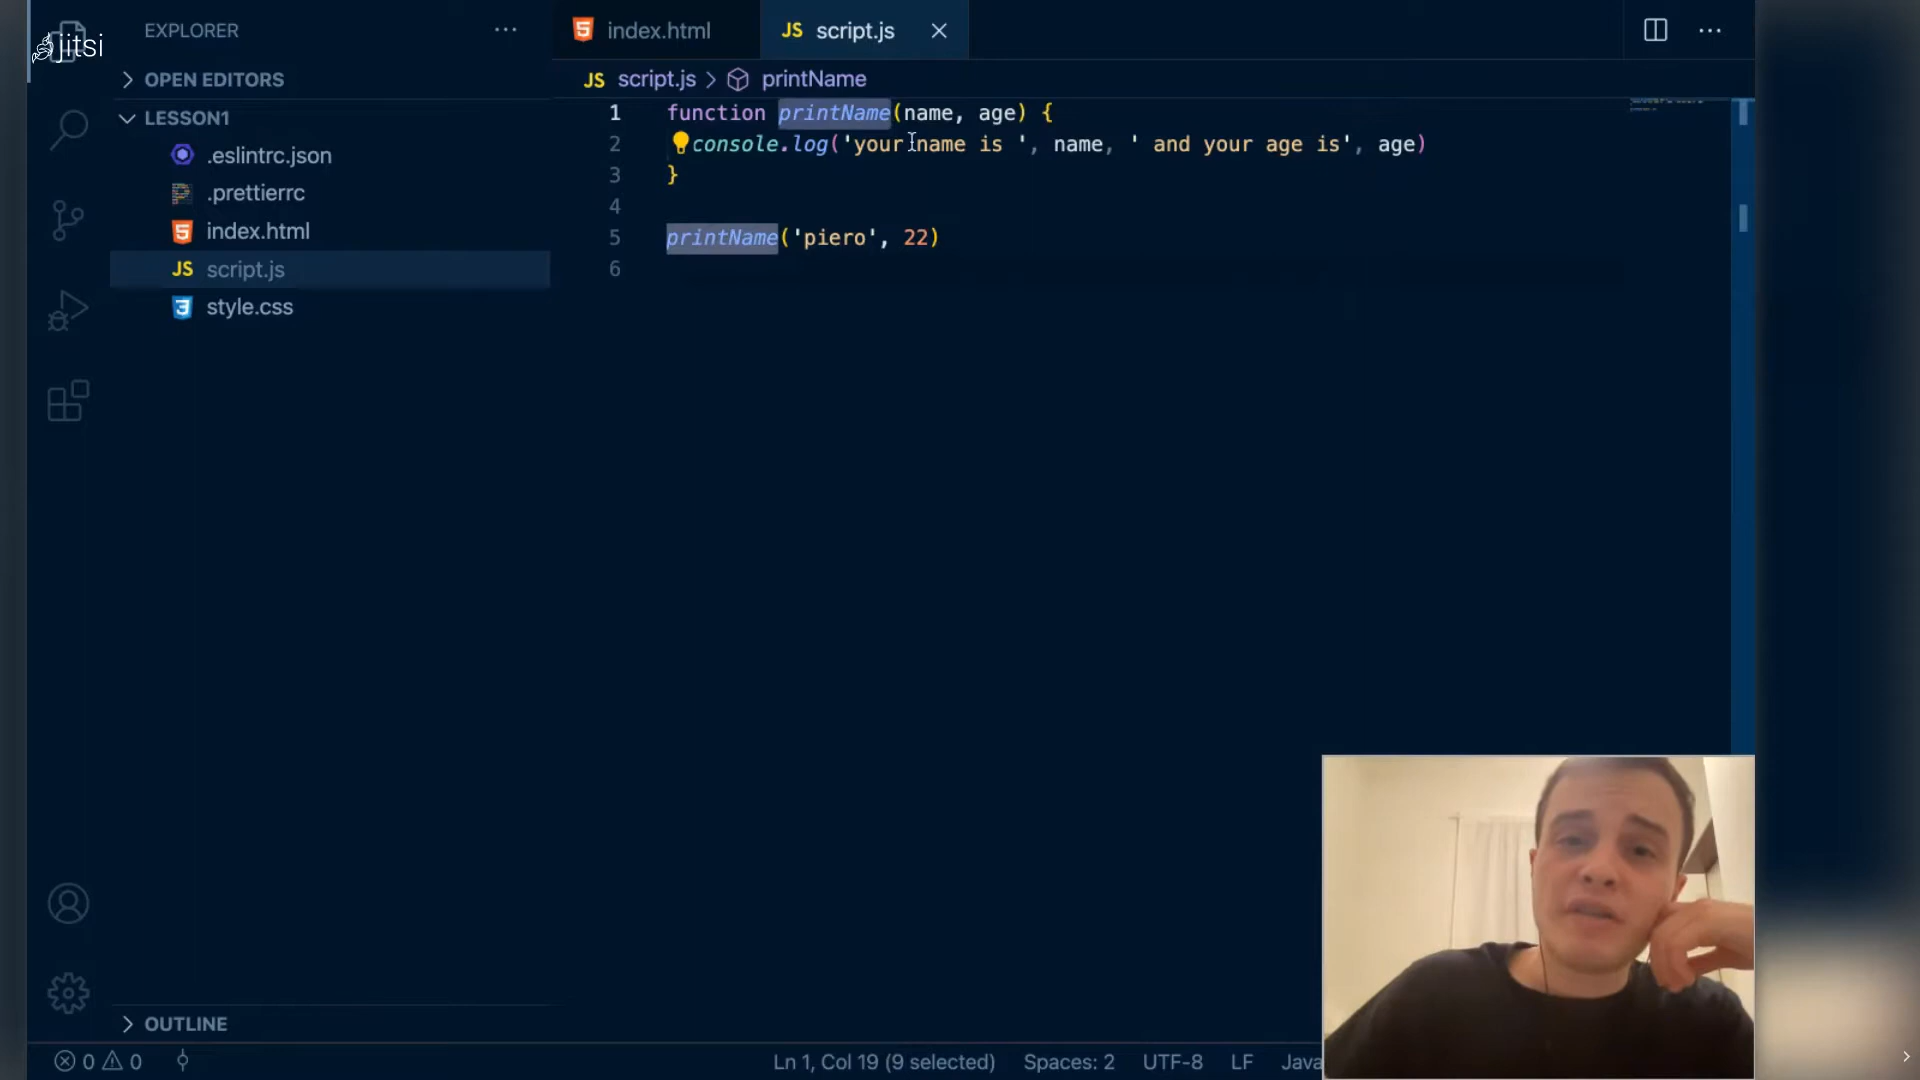 jitsi
EXPLORER
OPEN EDITORS
LESSON1
.eslintrc.json
.prettierrc
index.html
JS script.js
style.css
OUTLINE
index.html
JS script.js
JS script.js > printName
1 function printName(name, age) {
2 console.log('your name is ', name, ' and your age is', age)
3 }
4
5 printName('piero', 22)
6
0 0
Ln 1, Col 19 (9 selected) Spaces: 2 UTF-8 LF Java